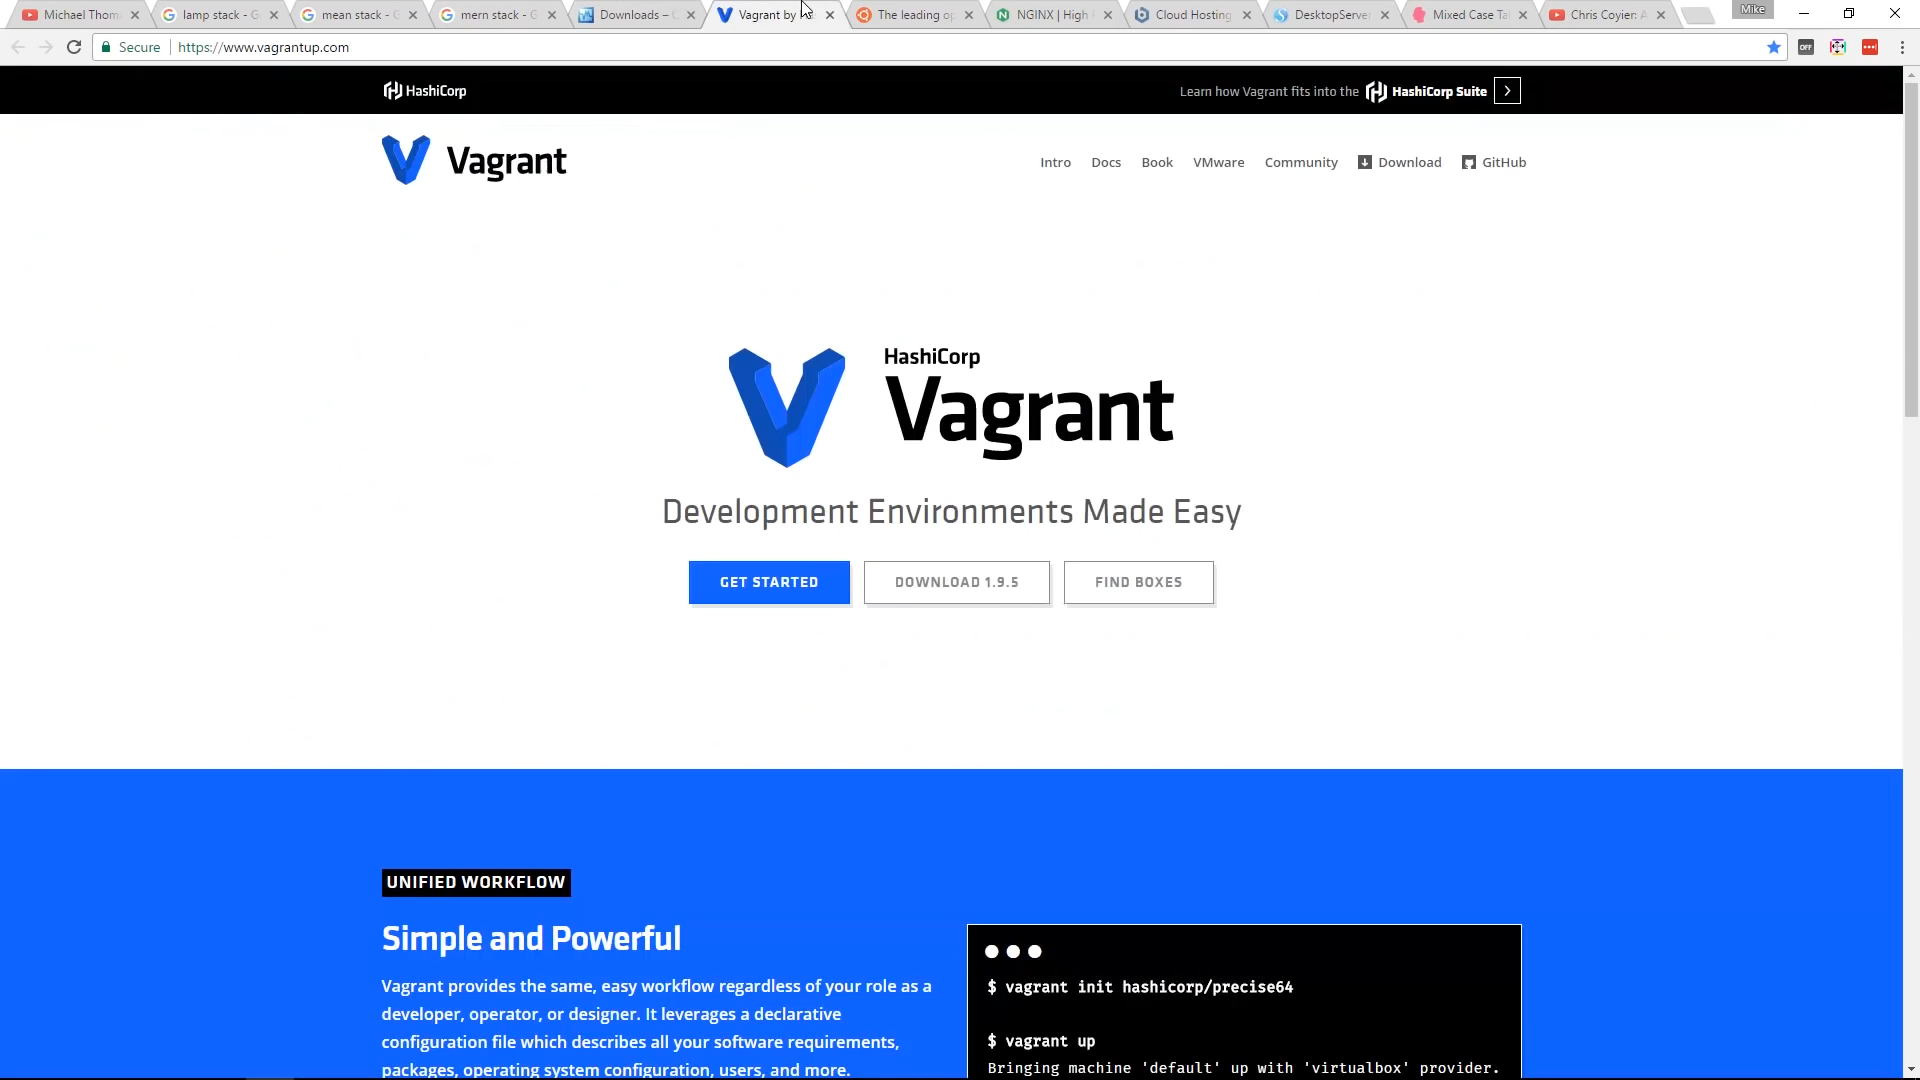 Michael Thom
lamp stack - G
mean stack - G
mern stack - G
Downloads –
Vagrant by
The leading op
NGINX | High
Cloud Hosting
DesktopServe
Mixed Case Ta
Chris Coyier: A
Mike
Secure
https://www.vagrantup.com
OFF
HashiCorp
Learn how Vagrant fits into the HashiCorp Suite
Vagrant
Intro
Docs
Book
VMware
Community
Download
GitHub
HashiCorp
Vagrant
Development Environments Made Easy
GET STARTED
DOWNLOAD 1.9.5
FIND BOXES
UNIFIED WORKFLOW
Simple and Powerful
Vagrant provides the same, easy workflow regardless of your role as a
developer, operator, or designer. It leverages a declarative
configuration file which describes all your software requirements,
packages, operating system configuration, users, and more.
$ vagrant init hashicorp/precise64
$ vagrant up
Bringing machine 'default' up with 'virtualbox' provider.